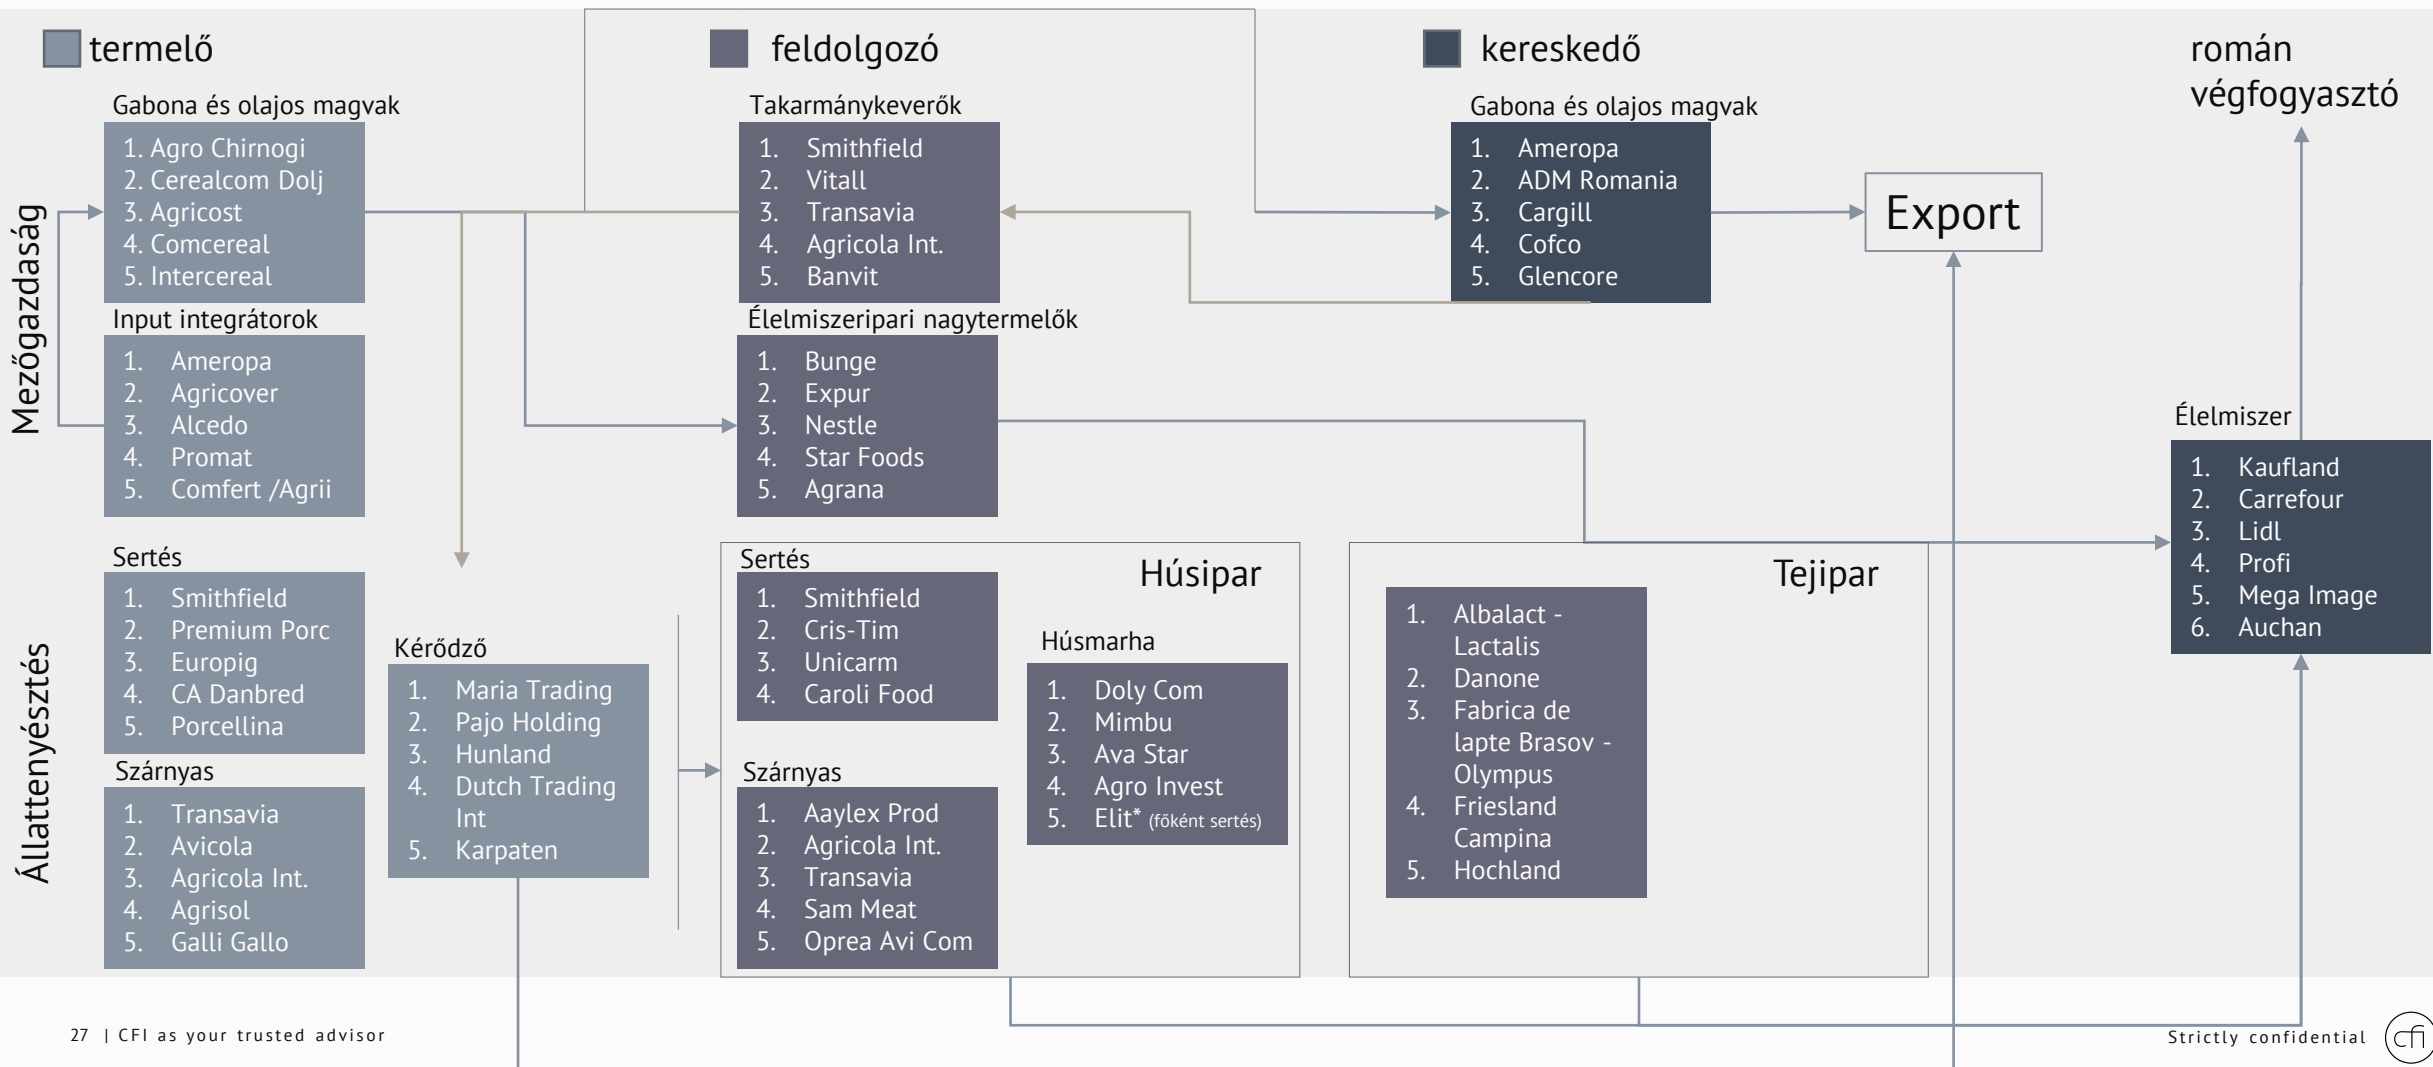 termelő
feldolgozó
kereskedő
román
végfogyasztó
Mezőgazdaság
Gabona és olajos magvak
1. Agro Chirnogi
2. Cerealcom Dolj
3. Agricost
4. Comcereal
5. Intercereal
Takarmánykeverők
1. Smithfield
2. Vitall
3. Transavia
4. Agricola Int.
5. Banvit
Gabona és olajos magvak
1. Ameropa
2. ADM Romania
3. Cargill
4. Cofco
5. Glencore
Export
Input integrátorok
1. Ameropa
2. Agricover
3. Alcedo
4. Promat
5. Comfert /Agrii
Élelmiszeripari nagytermelők
1. Bunge
2. Expur
3. Nestle
4. Star Foods
5. Agrana
Élelmiszer
1. Kaufland
2. Carrefour
3. Lidl
4. Profi
5. Mega Image
6. Auchan
Állattenyésztés
Sertés
1. Smithfield
2. Premium Porc
3. Europig
4. CA Danbred
5. Porcellina
Szárnyas
1. Transavia
2. Avicola
3. Agricola Int.
4. Agrisol
5. Galli Gallo
Kérődző
1. Maria Trading
2. Pajo Holding
3. Hunland
4. Dutch Trading
Int
5. Karpaten
Húsipar
Sertés
1. Smithfield
2. Cris-Tim
3. Unicarm
4. Caroli Food
Szárnyas
1. Aaylex Prod
2. Agricola Int.
3. Transavia
4. Sam Meat
5. Oprea Avi Com
Húsmarha
1. Doly Com
2. Mimbu
3. Ava Star
4. Agro Invest
5. Elit* (főként sertés)
Tejipar
1. Albalact -
Lactalis
2. Danone
3. Fabrica de
lapte Brasov -
Olympus
4. Friesland
Campina
5. Hochland
27 | CFI as your trusted advisor
Strictly confidential
cfi